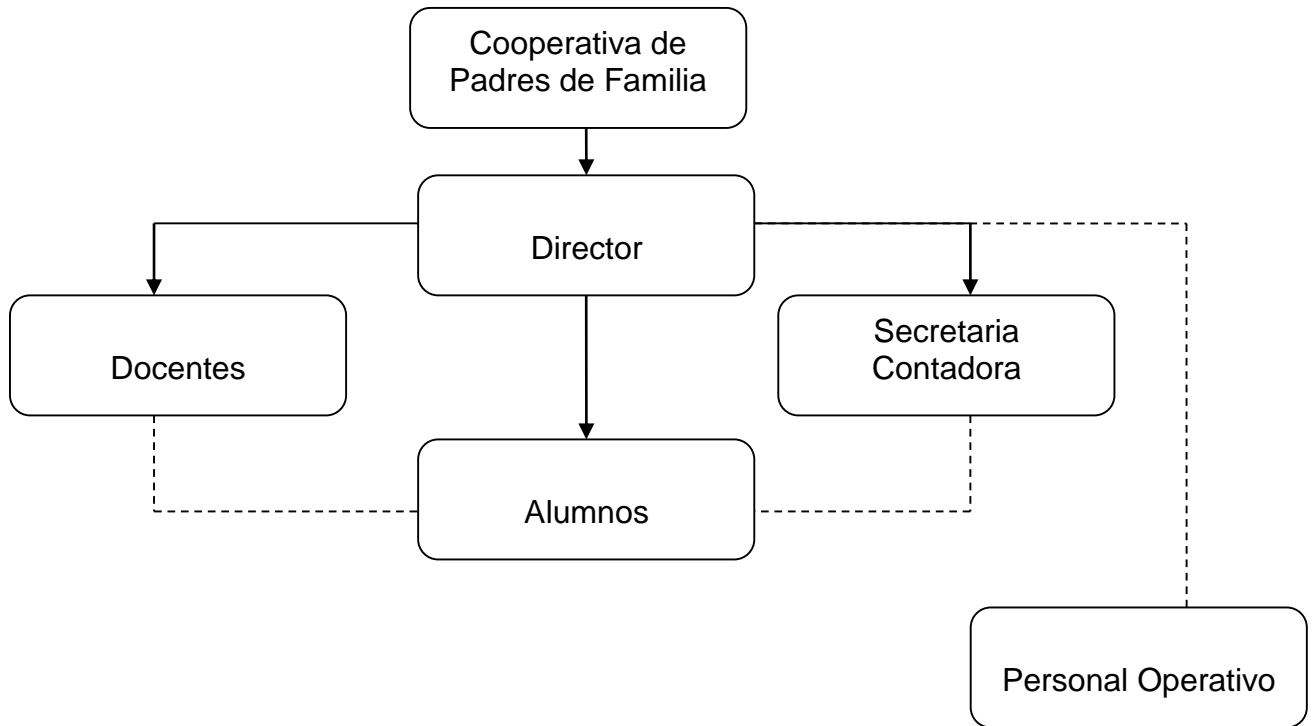 Cooperativa de
Padres de Familia
Director
Docentes
Secretaria
Contadora
Alumnos
Personal Operativo